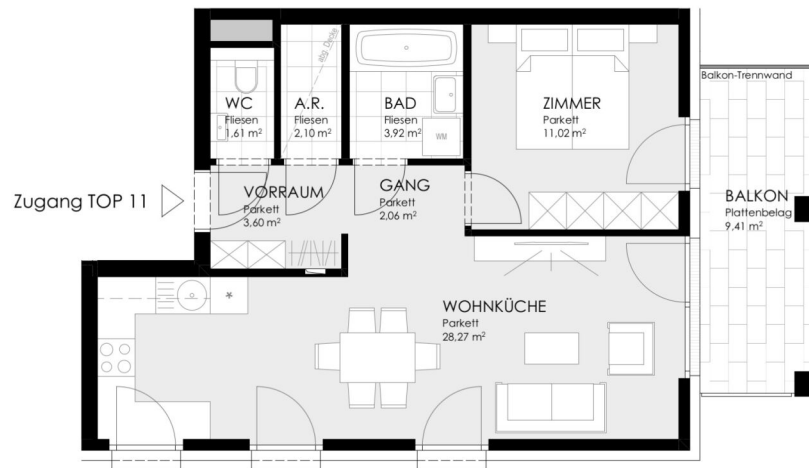 Balkon-Trennwand
abg. Decke
WC
Fliesen
1,61 m²
A.R.
Fliesen
2,10 m²
BAD
Fliesen
3,92 m²
WM
ZIMMER
Parkett
11,02 m²
Zugang TOP 11
VORRAUM
Parkett
3,60 m²
GANG
Parkett
2,06 m²
BALKON
Plattenbelag
9,41 m²
*
WOHNKÜCHE
Parkett
28,27 m²